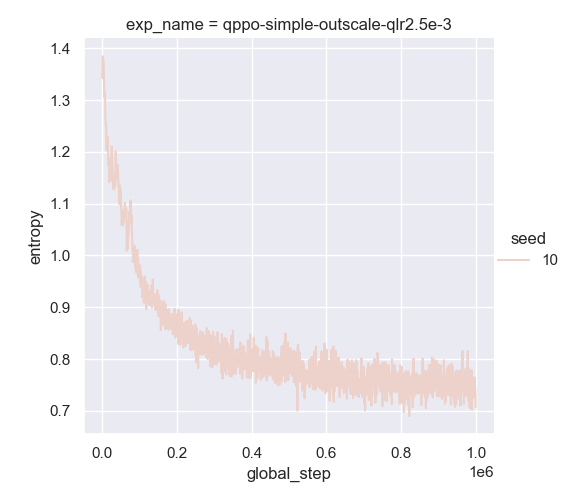 exp_name = qppo-simple-outscale-qlr2.5e-3
1.4
1.3
1.2
1.1
1.0
0.9
0.8
0.7
entropy
0.0 0.2 0.4 0.6 0.8 1.0
1e6
global_step
seed
10